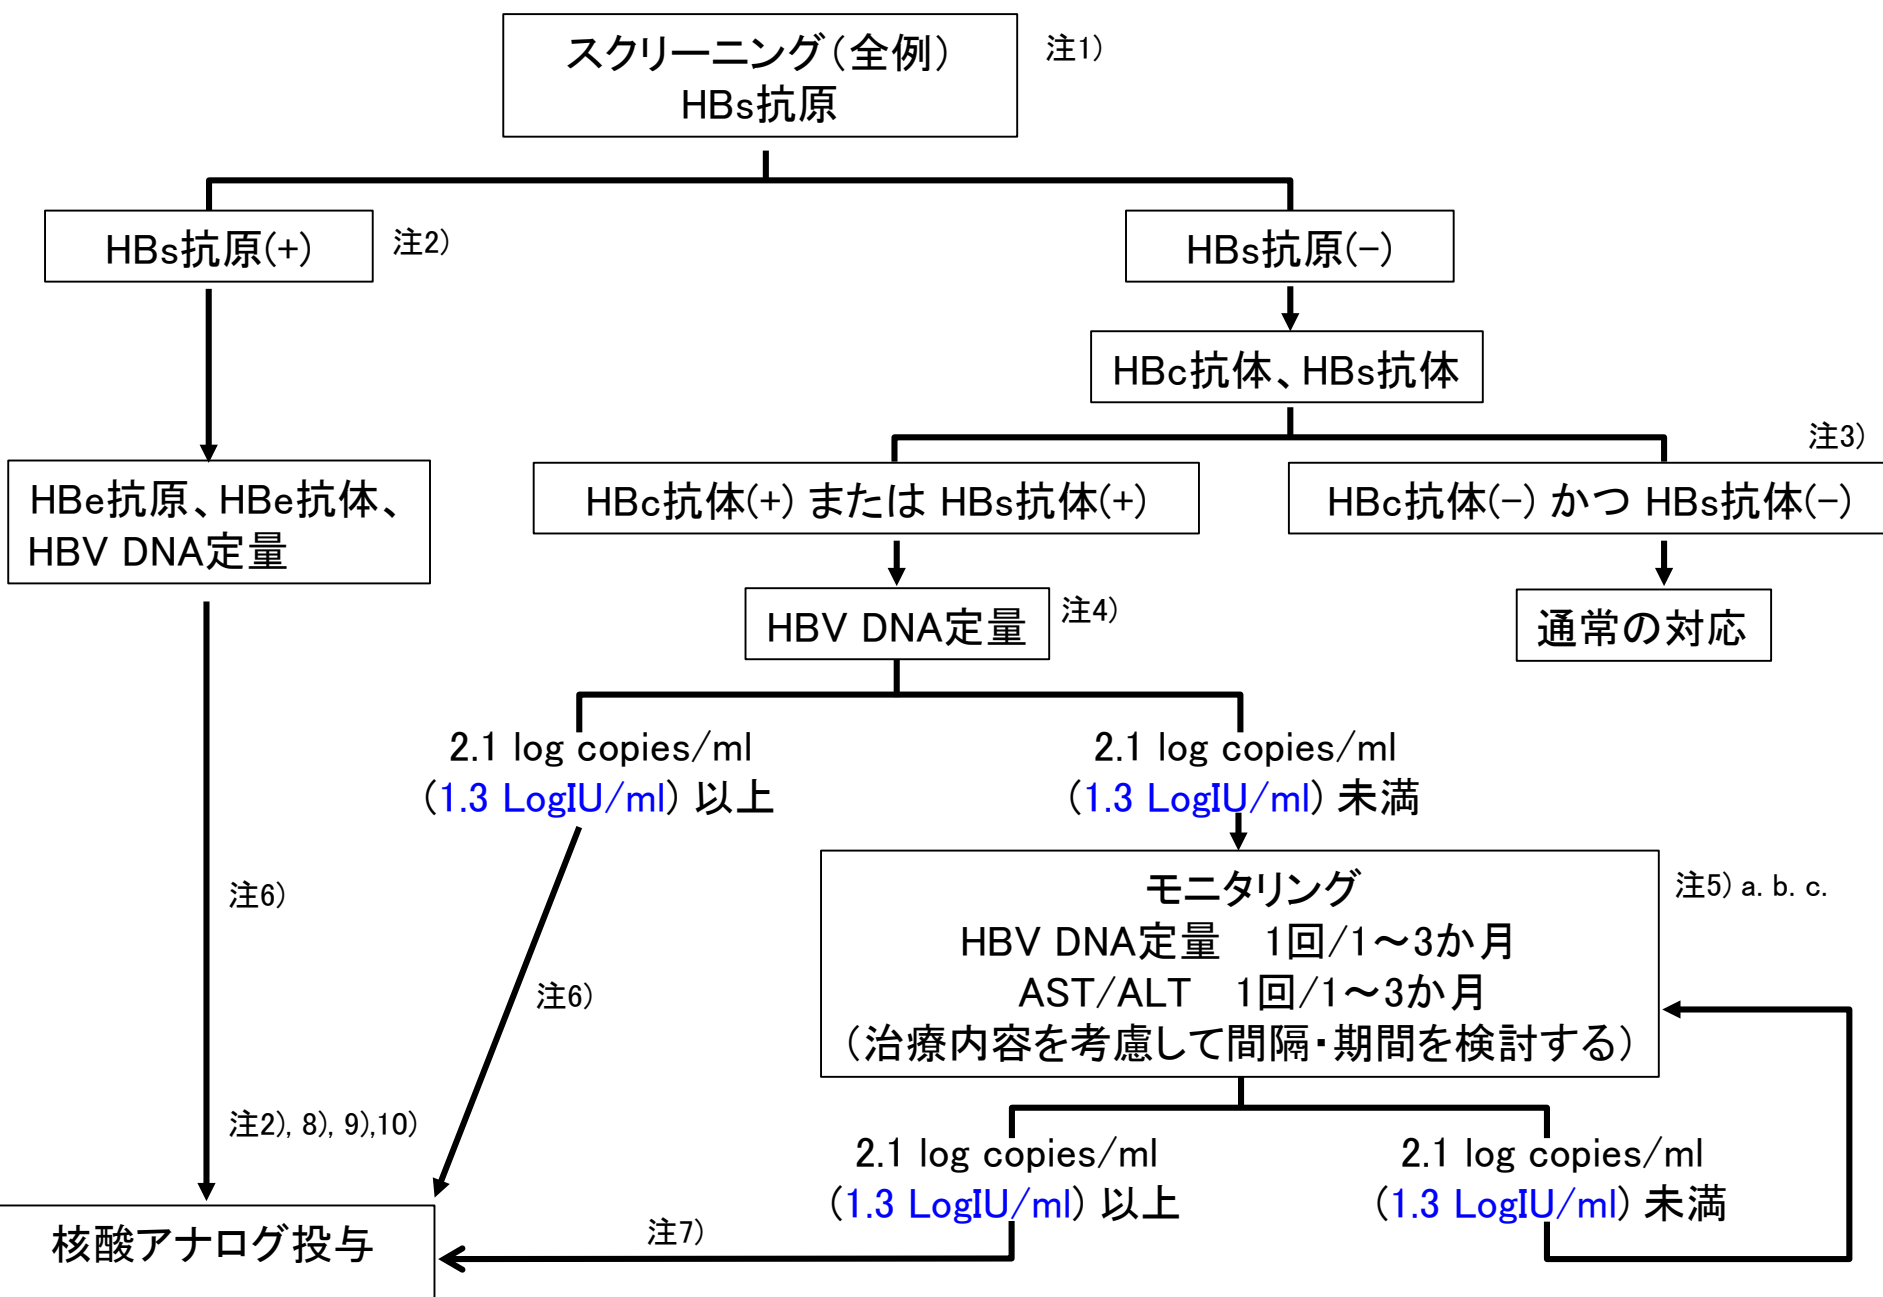 スクリーニング（全例）
HBs抗原
注1)
HBs抗原(+)
注2)
HBs抗原(-)
HBc抗体、HBs抗体
注3)
HBe抗原、HBe抗体、
HBV DNA定量
HBc抗体(+) または HBs抗体(+)
HBc抗体(-) かつ HBs抗体(-)
HBV DNA定量
注4)
通常の対応
2.1 log copies/ml
(1.3 LogIU/ml) 以上
2.1 log copies/ml
(1.3 LogIU/ml) 未満
モニタリング
HBV DNA定量　1回/1～3か月
AST/ALT　1回/1～3か月
（治療内容を考慮して間隔・期間を検討する）
注5) a. b. c.
注6)
注6)
注2), 8), 9),10)
2.1 log copies/ml
(1.3 LogIU/ml) 以上
2.1 log copies/ml
(1.3 LogIU/ml) 未満
注7)
核酸アナログ投与